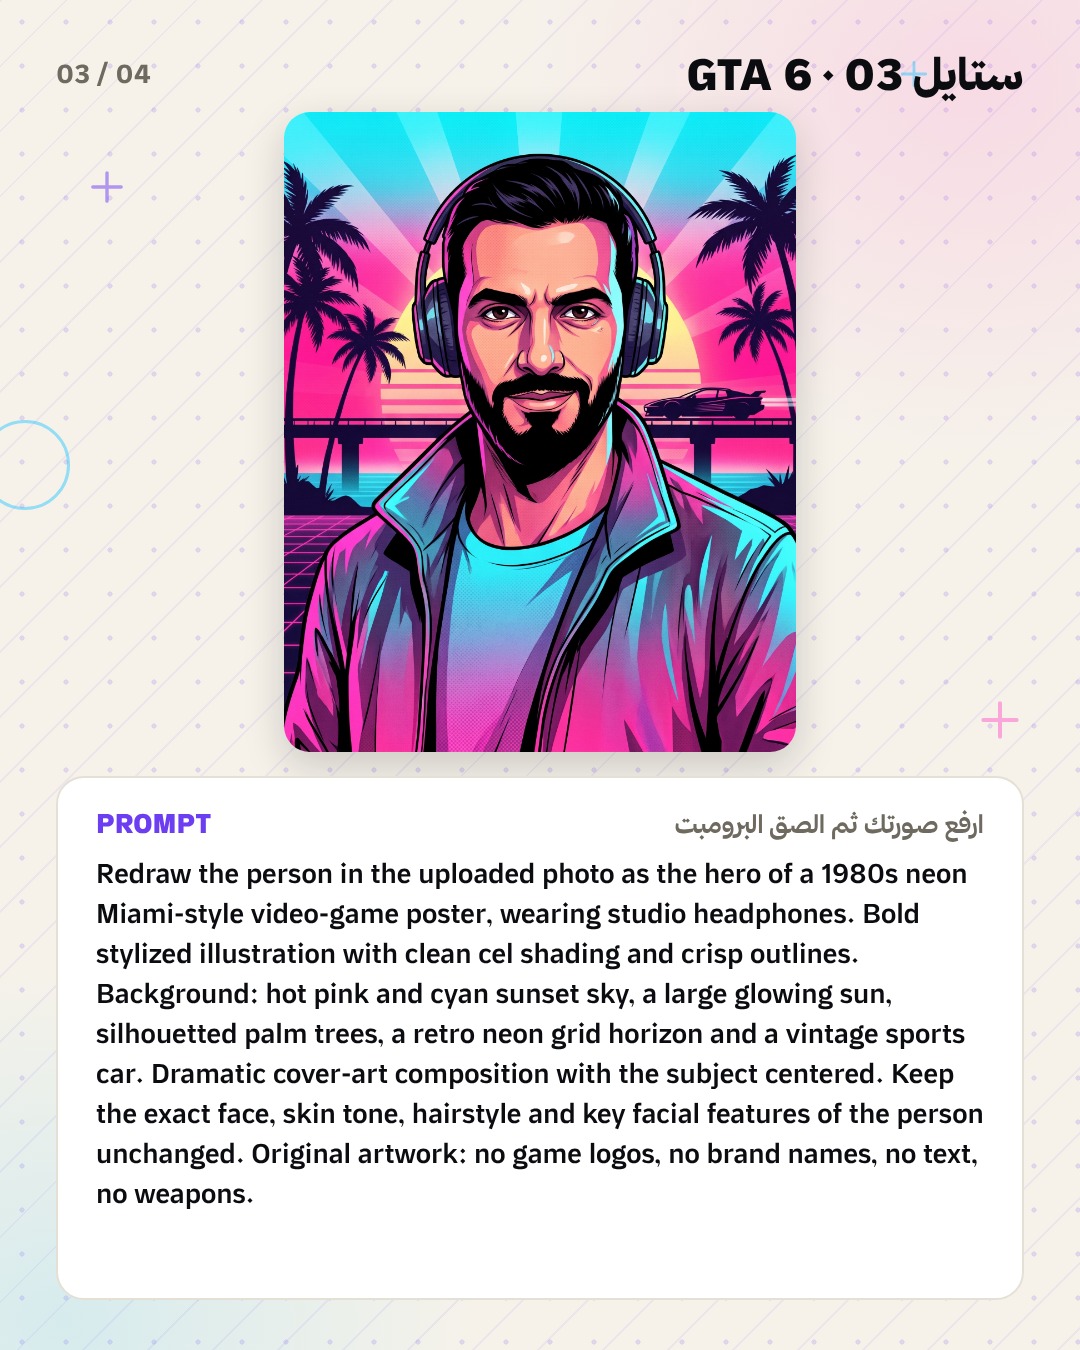 03 / 04
ستايل 03 · GTA 6
PROMPT
ارفع صورتك ثم الصق البرومبت
Redraw the person in the uploaded photo as the hero of a 1980s neon
Miami-style video-game poster, wearing studio headphones. Bold
stylized illustration with clean cel shading and crisp outlines.
Background: hot pink and cyan sunset sky, a large glowing sun,
silhouetted palm trees, a retro neon grid horizon and a vintage sports
car. Dramatic cover-art composition with the subject centered. Keep
the exact face, skin tone, hairstyle and key facial features of the person
unchanged. Original artwork: no game logos, no brand names, no text,
no weapons.